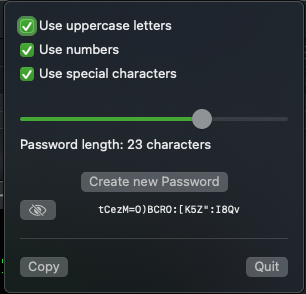 Use uppercase letters
Use numbers
Use special characters
Password length: 23 characters
Create new Password
tCezM=O)BCRO:[K5Z":I8Qv
Copy
Quit